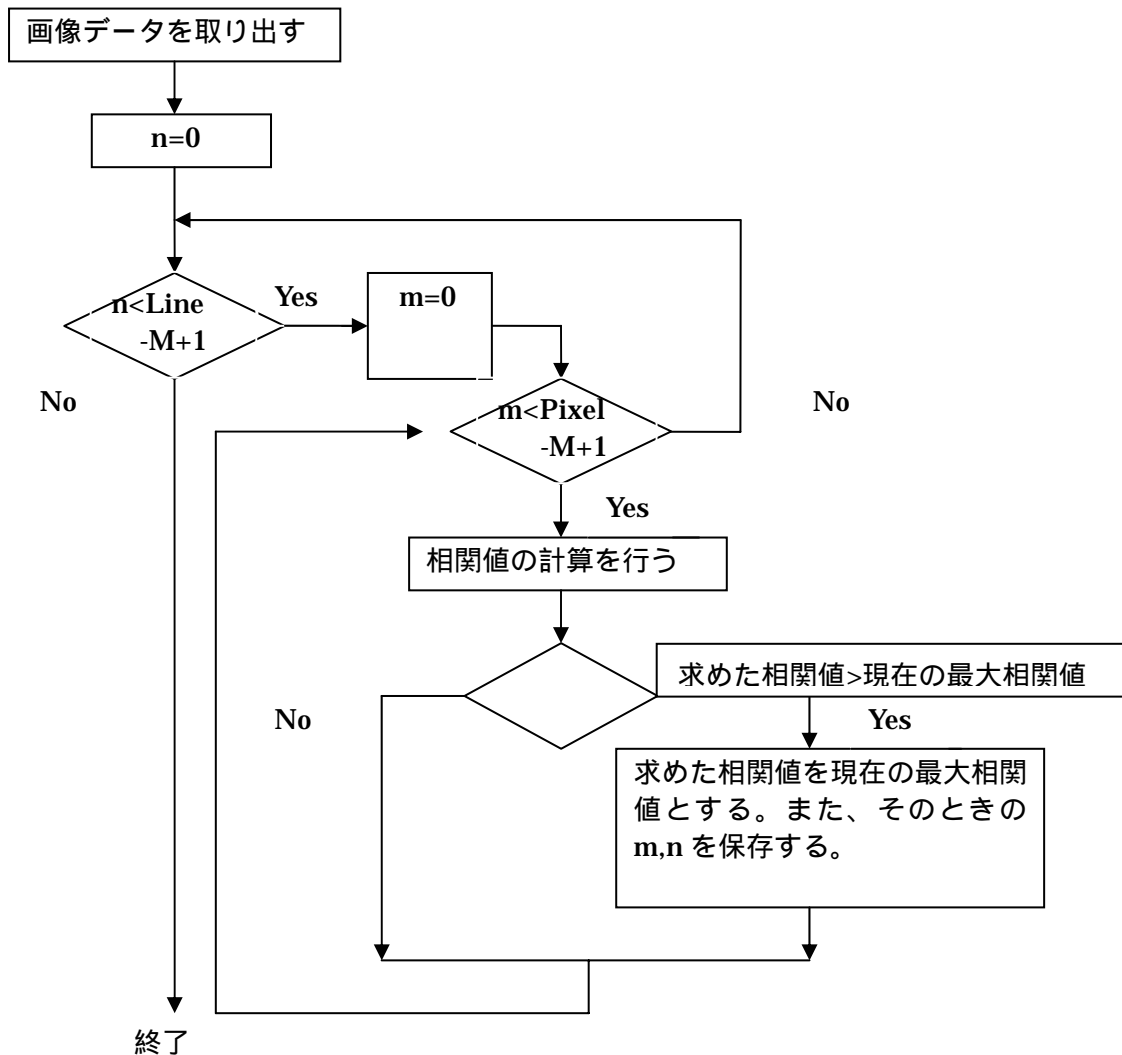 画像データを取り出す
n=0
n<Line
-M+1
Yes
m=0
No
m<Pixel
-M+1
No
Yes
相関値の計算を行う
求めた相関値>現在の最大相関値
No
Yes
求めた相関値を現在の最大相関
値とする。また、そのときの
m,n を保存する。
終了